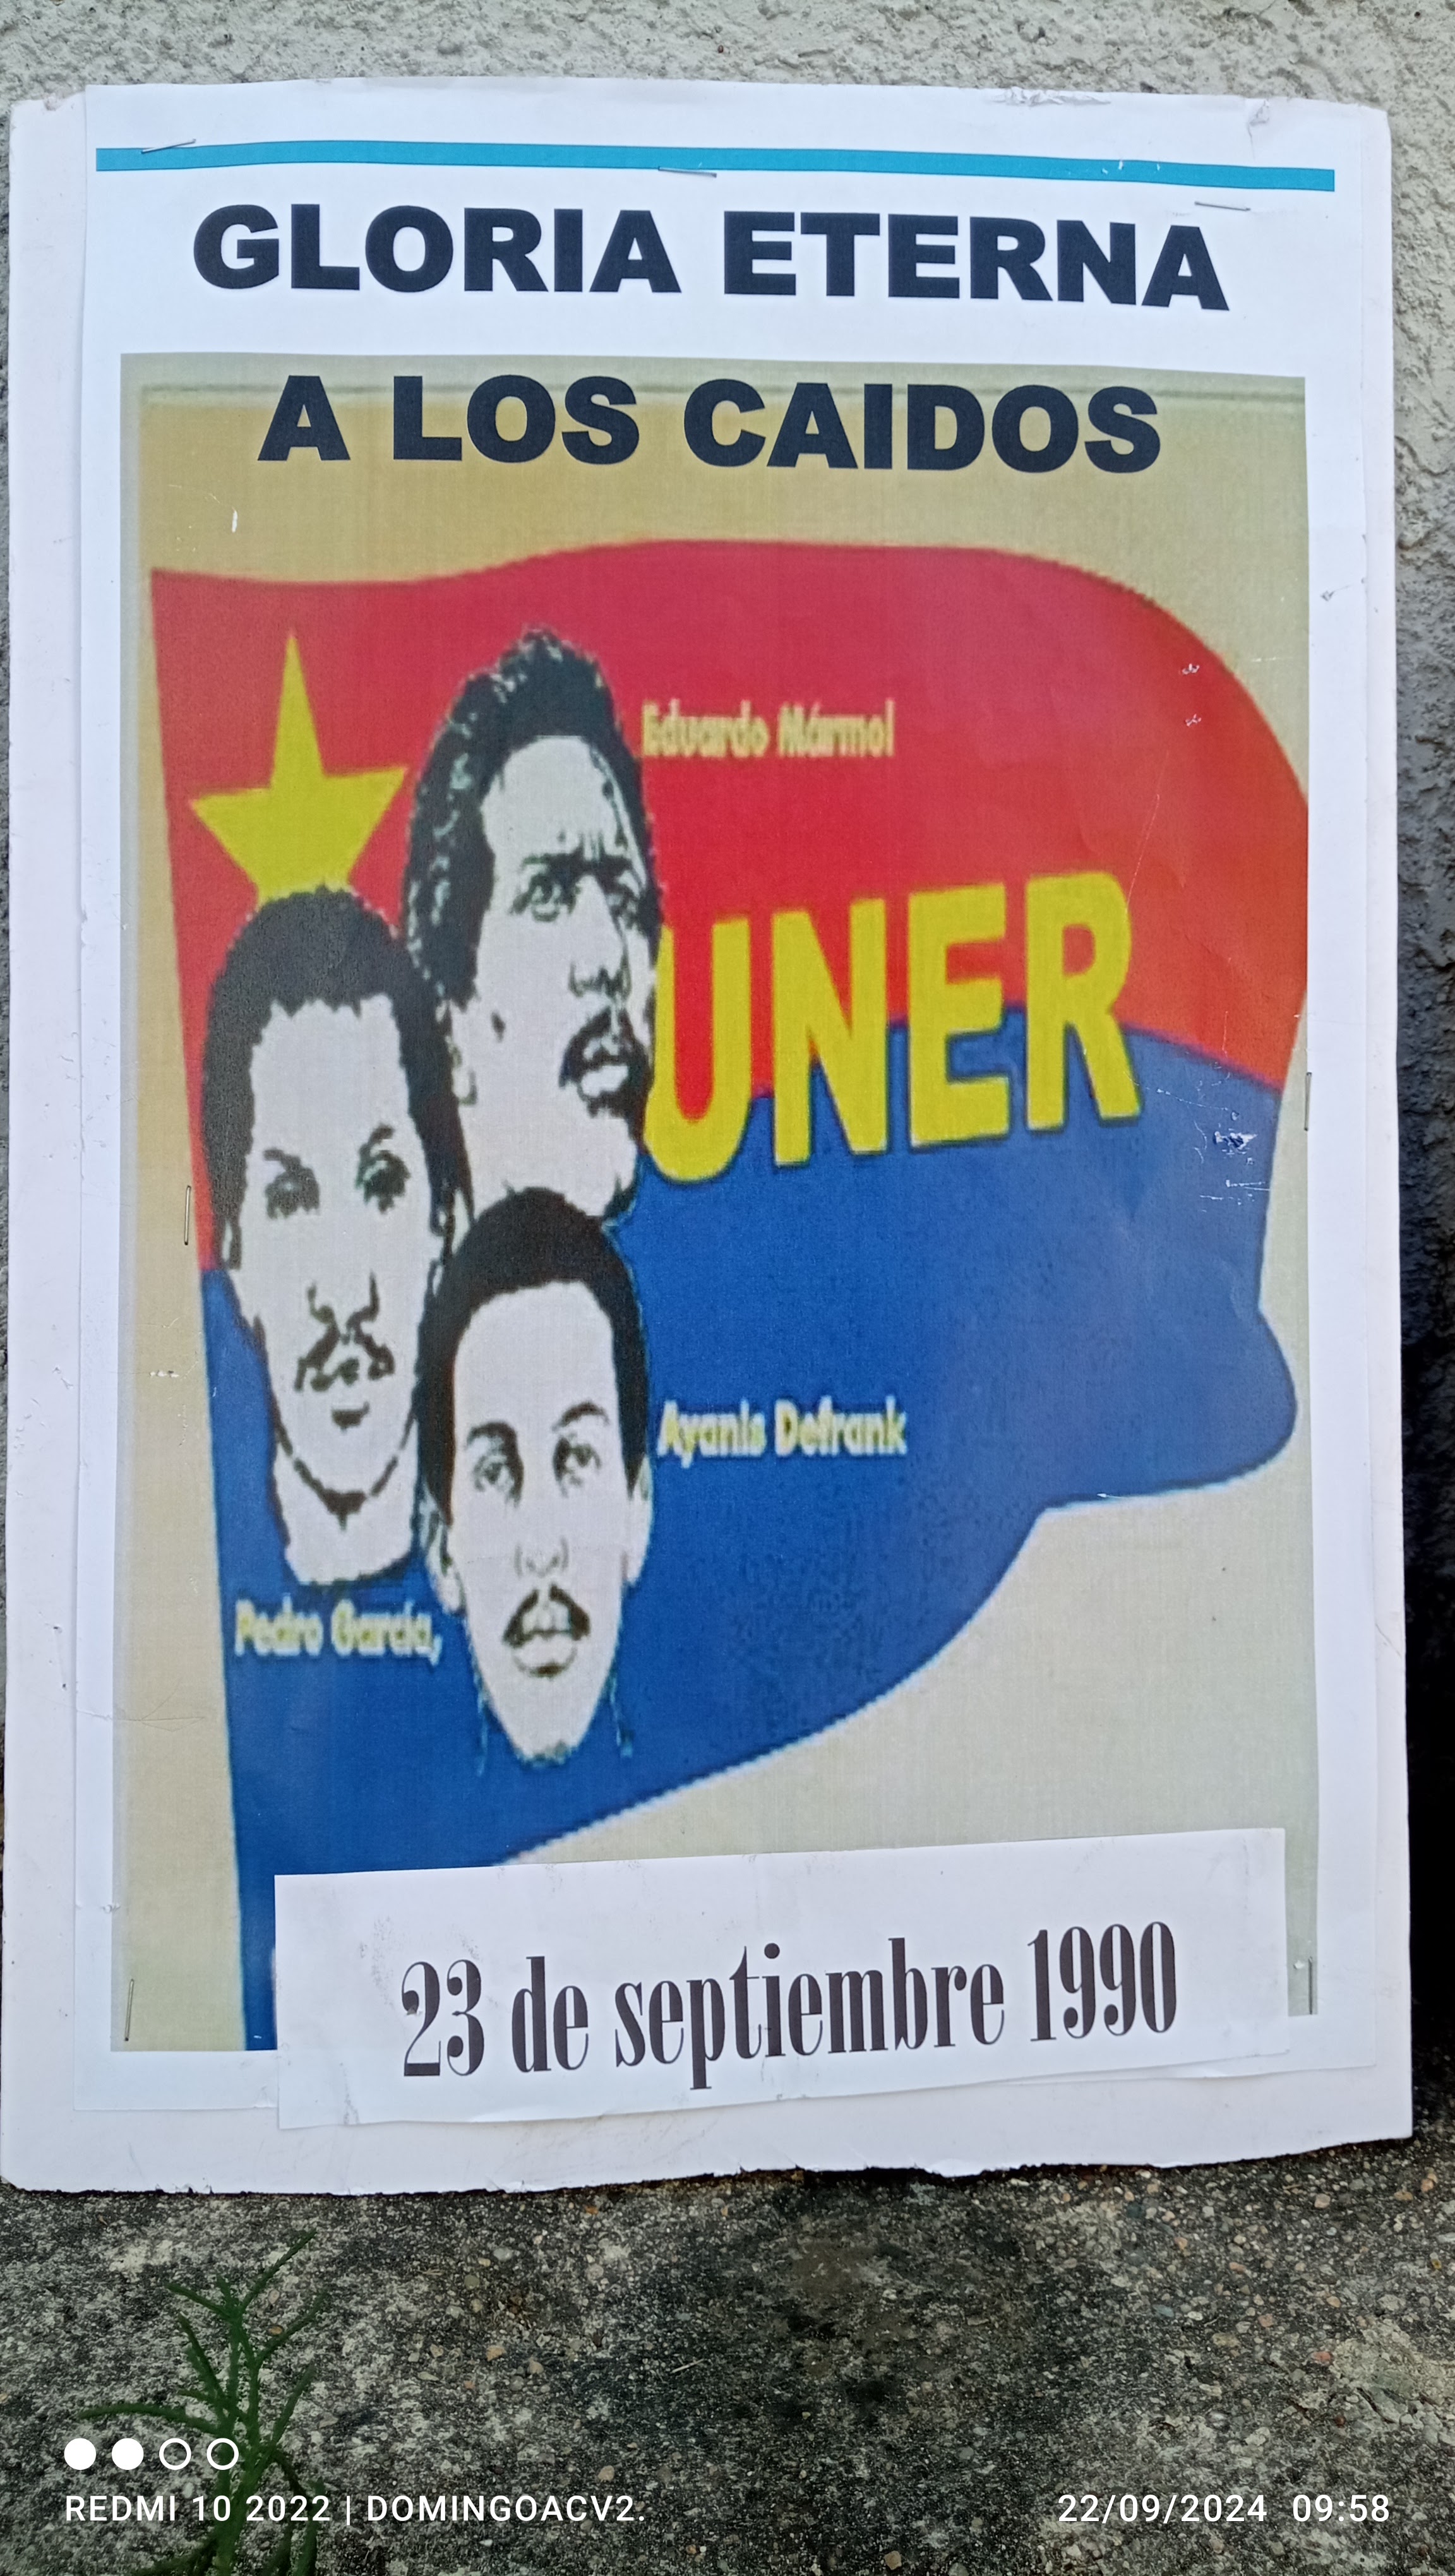 GLORIA ETERNA
A LOS CAIDOS
Eduardo Mármol
UNER
Ayanis Defrank
Pedro García,
23 de septiembre 1990
REDMI 10 2022 | DOMINGOACV2.
22/09/2024 09:58